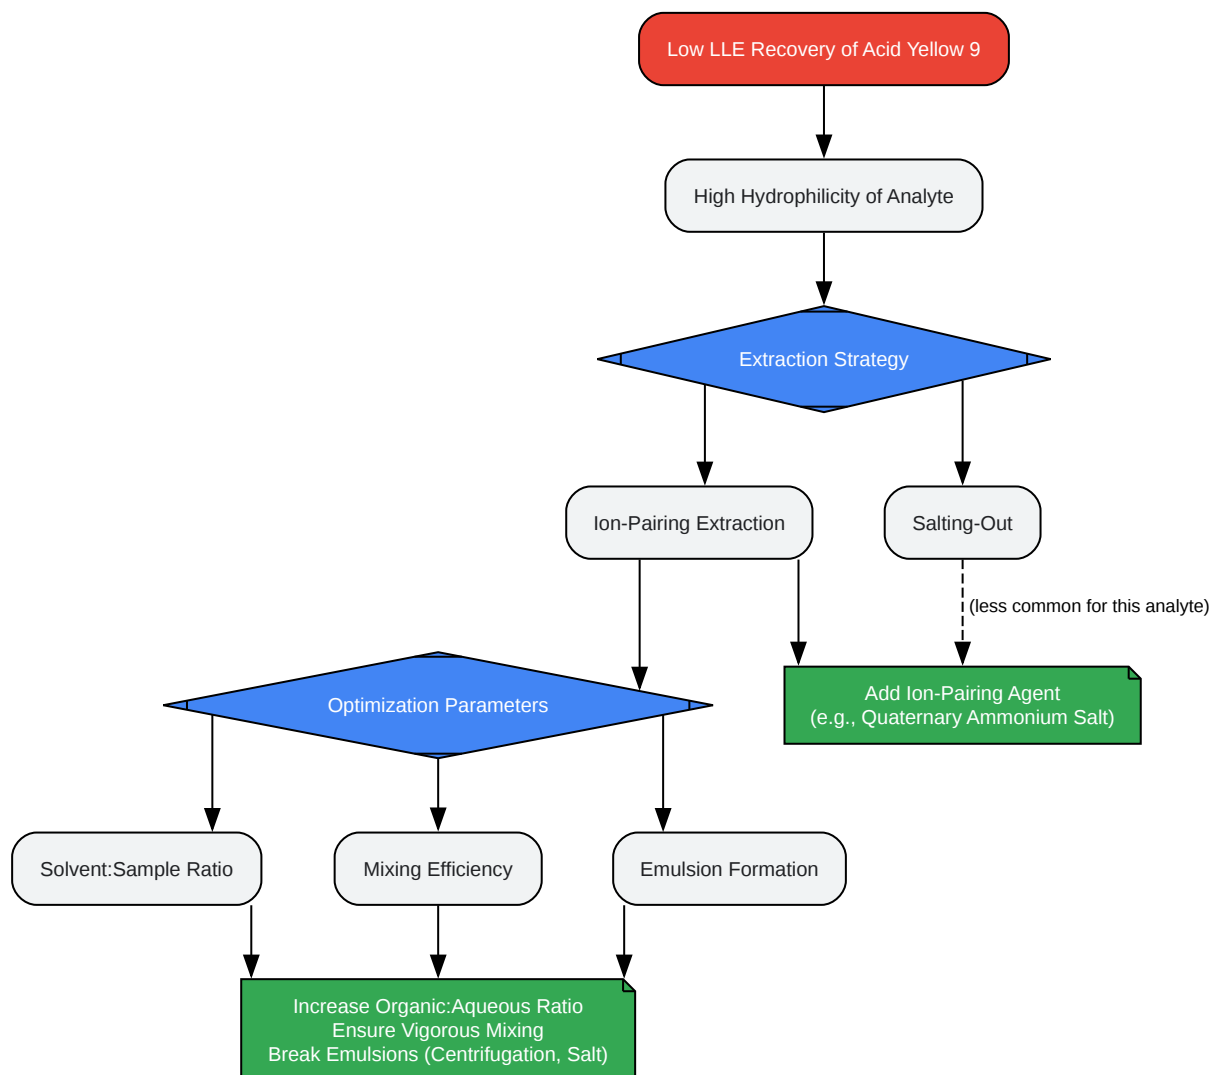 Low LLE Recovery of Acid Yellow 9
High Hydrophilicity of Analyte
Extraction Strategy
Ion-Pairing Extraction
Salting-Out
(less common for this analyte)
Add Ion-Pairing Agent
(e.g., Quaternary Ammonium Salt)
Optimization Parameters
Solvent:Sample Ratio
Mixing Efficiency
Emulsion Formation
Increase Organic:Aqueous Ratio
Ensure Vigorous Mixing
Break Emulsions (Centrifugation, Salt)